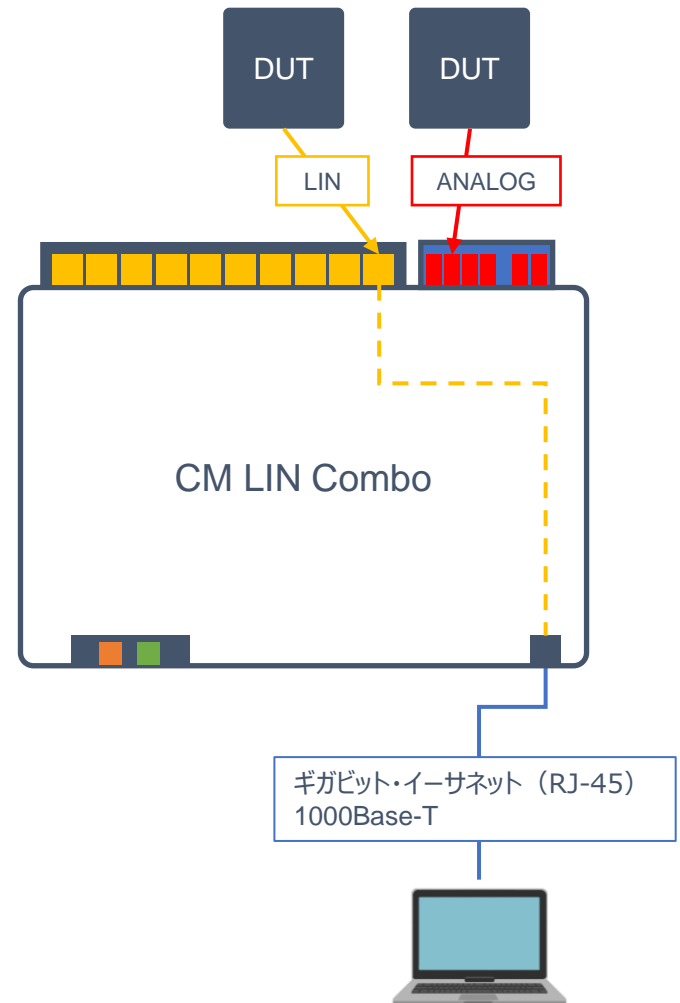 DUT
DUT
LIN
ANALOG
CM LIN Combo
ギガビット・イーサネット（RJ-45）
1000Base-T